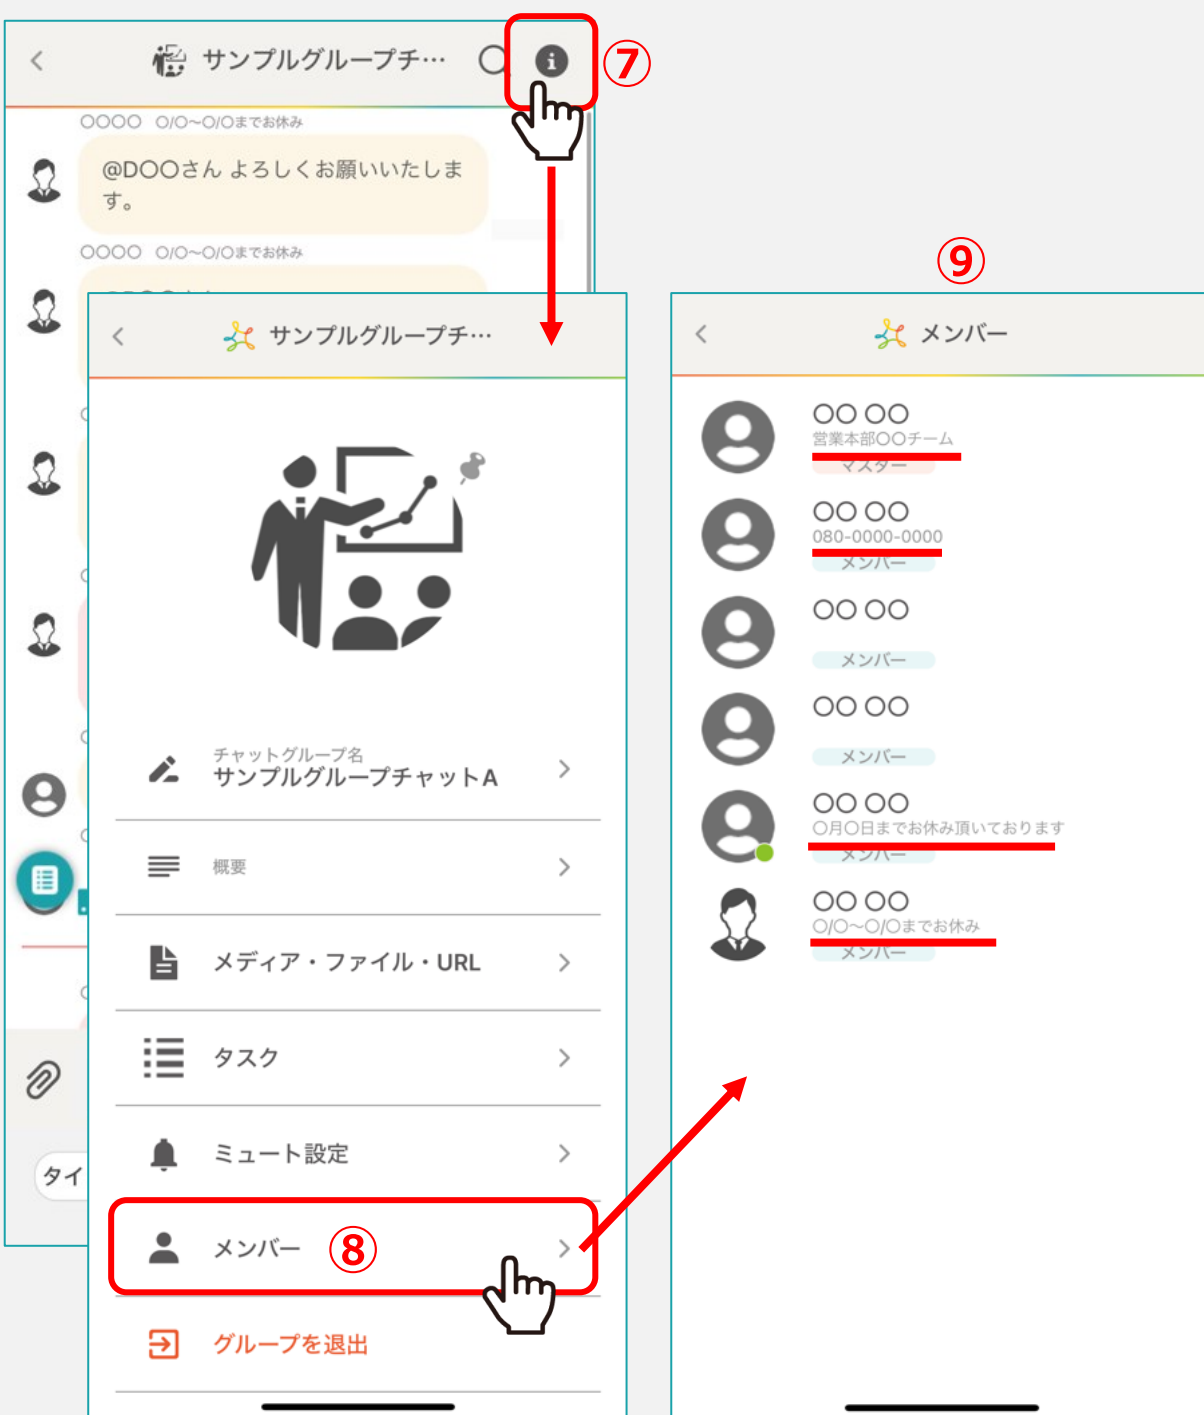 サンプルグループチ…
⑦
〇〇〇〇 〇/〇~〇/〇までお休み
@D〇〇さん よろしくお願いいたしま
す。
〇〇〇〇 〇/〇~〇/〇までお休み
タイ
サンプルグループチ…
チャットグループ名
サンプルグループチャットA
概要
メディア・ファイル・URL
タスク
ミュート設定
メンバー
⑧
グループを退出
⑨
メンバー
〇〇 〇〇
営業本部〇〇チーム
マスター
〇〇 〇〇
080-0000-0000
メンバー
〇〇 〇〇
メンバー
〇〇 〇〇
メンバー
〇〇 〇〇
〇月〇日までお休み頂いております
メンバー
〇〇 〇〇
〇/〇~〇/〇までお休み
メンバー